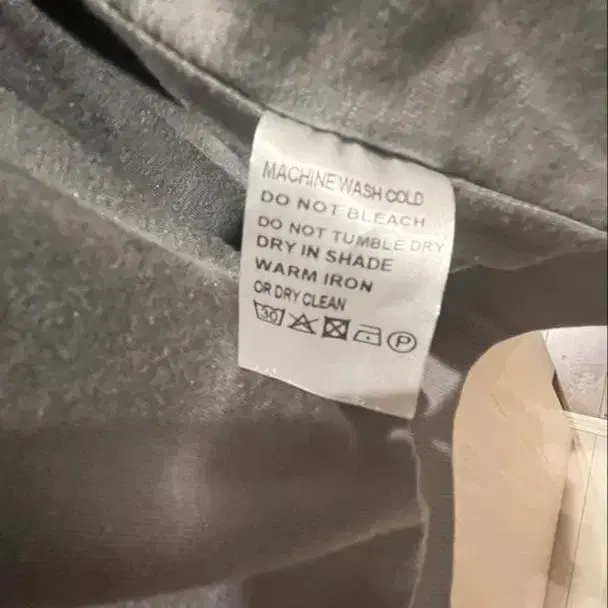 MACHINE WASH COLD
DO NOT BLEACH
DO NOT TUMBLE DRY
DRY IN SHADE
WARM IRON
OR DRY CLEAN
30 P